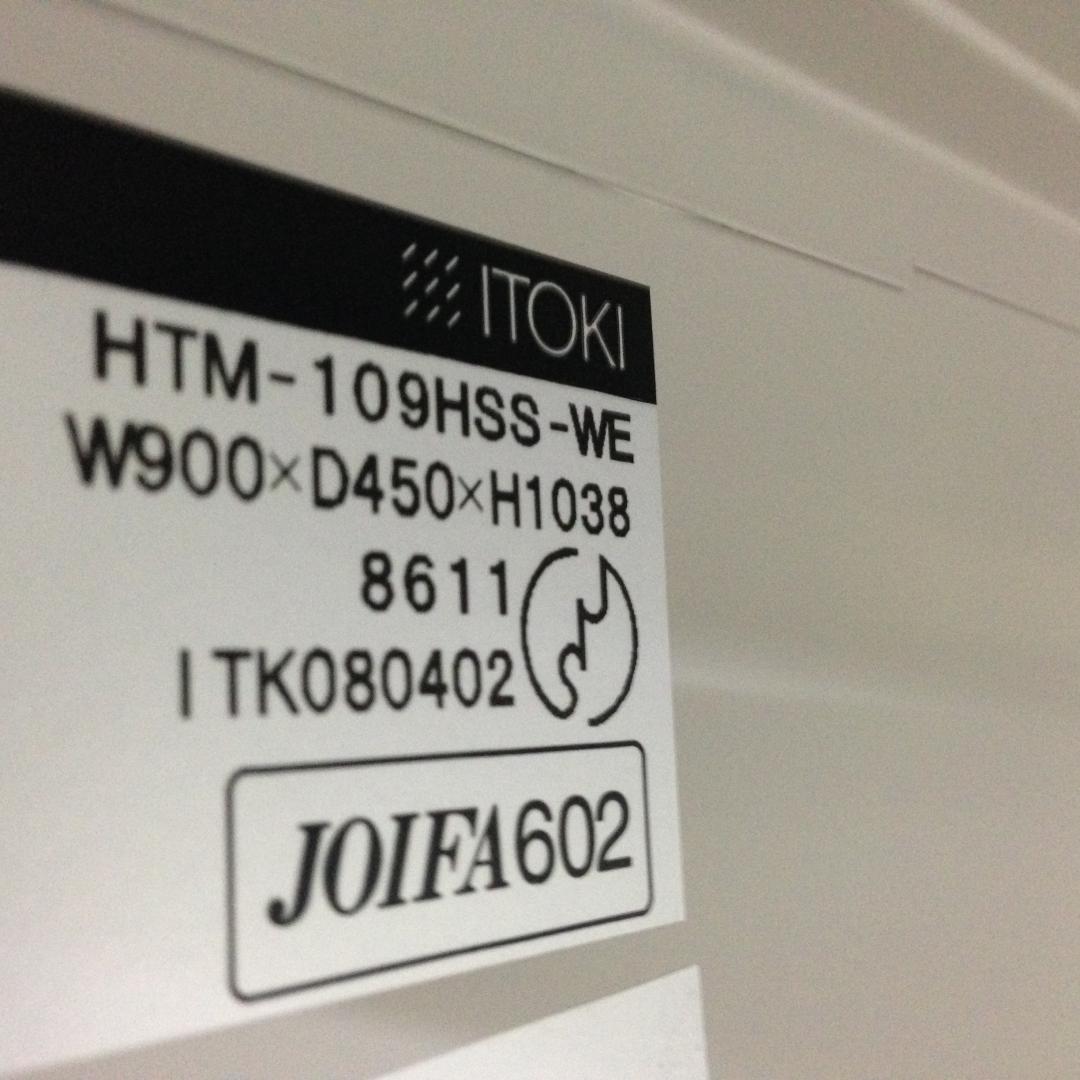 ITOKI
HTM-109HSS-WE
W900×D450×H1038
8611
ITK080402
JOIFA602